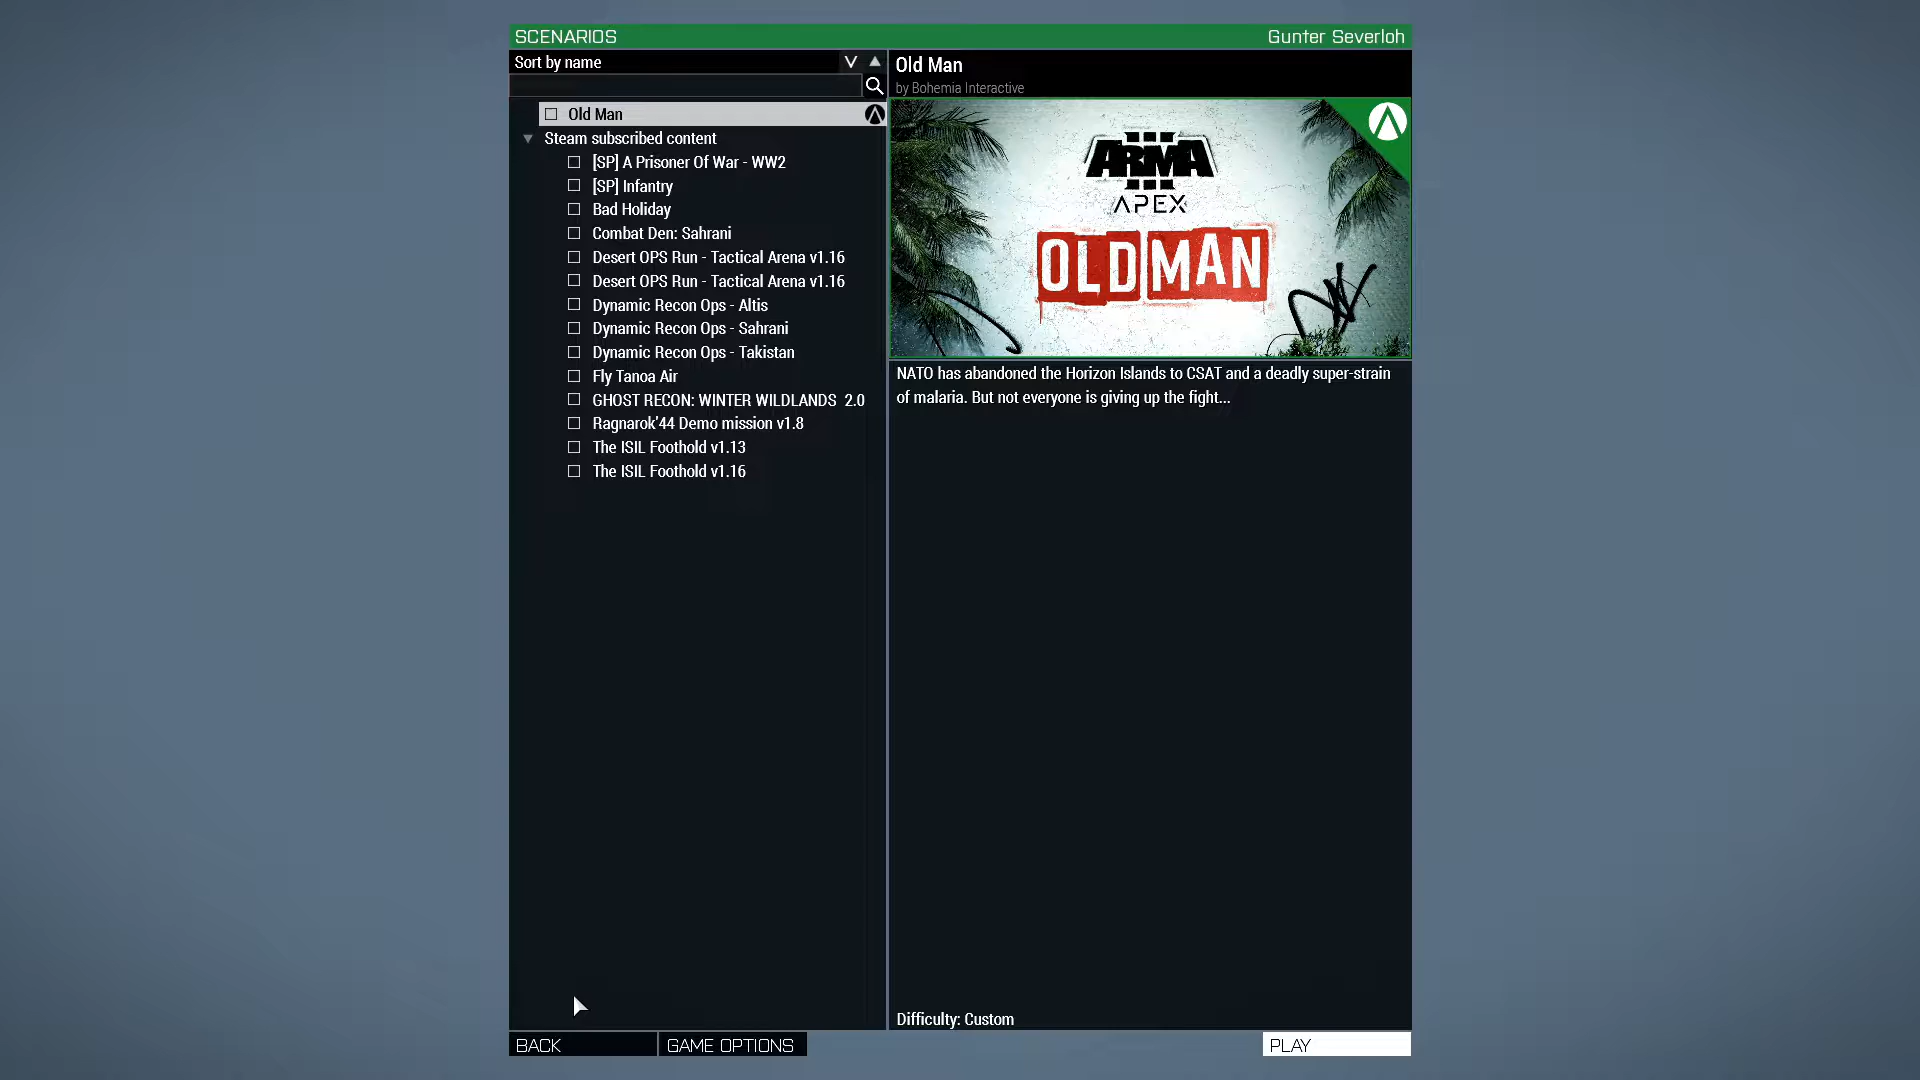 SCENARIOS
Gunter Severloh
Sort by name
Old Man
Steam subscribed content
[SP] A Prisoner Of War - WW2
[SP] Infantry
Bad Holiday
Combat Den: Sahrani
Desert OPS Run - Tactical Arena v1.16
Desert OPS Run - Tactical Arena v1.16
Dynamic Recon Ops - Altis
Dynamic Recon Ops - Sahrani
Dynamic Recon Ops - Takistan
Fly Tanoa Air
GHOST RECON: WINTER WILDLANDS 2.0
Ragnarok'44 Demo mission v1.8
The ISIL Foothold v1.13
The ISIL Foothold v1.16
Old Man
by Bohemia Interactive
ARMA
III
APEX
OLD MAN
NATO has abandoned the Horizon Islands to CSAT and a deadly super-strain
of malaria. But not everyone is giving up the fight...
Difficulty: Custom
BACK
GAME OPTIONS
PLAY